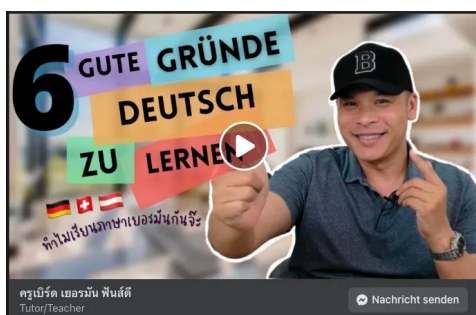 6 GUTE GRÜNDE
DEUTSCH
ZU LERNEN
ทำไมเรียนภาษาเยอรมันกันจ๊ะ
B
ครูเบิร์ด เยอรมัน ฟันส์ดี
Tutor/Teacher
Nachricht senden